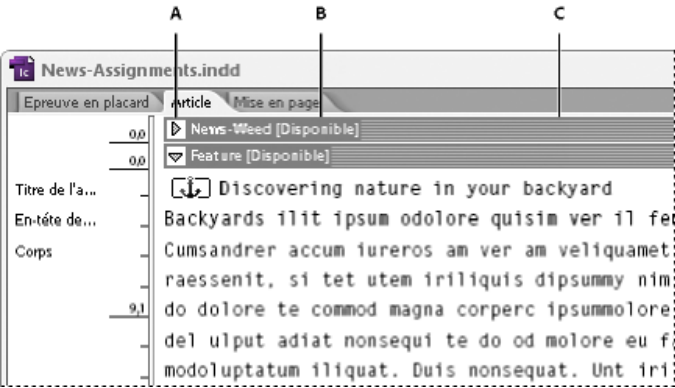 A B C
Ic News-Assignments.indd
Epreuve en placard Article Mise en page
0,0 News-Weed [Disponible]
0,0 Feature [Disponible]
Titre de l'a... Discovering nature in your backyard
En-téte de... Backyards ilit ipsum odolore quisim ver il
Corps Cumsandrer accum iureros am ver am veliquamet
raessenit, si tet utem iriliquis dipsummy nim
9,1 do dolore te commod magna corperc ipsummolore
del ulput adiat nonsequi te do od molore eu f
modoluptatum iliquat. Duis nonsequat. Unt iri